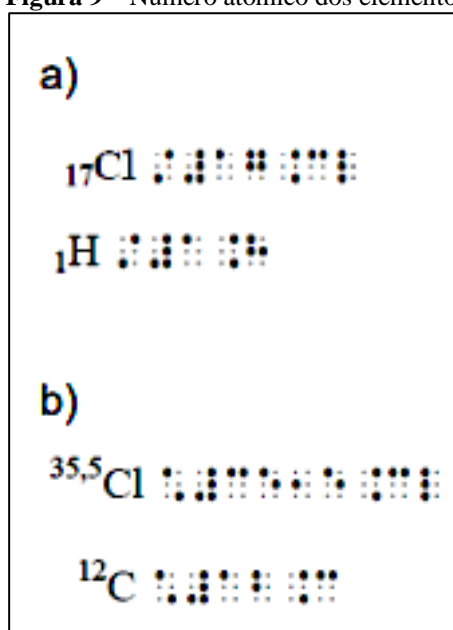 Figura 9 – Número atômico dos elemento
a)
₁₇Cl ⠌⠼⠁⠛⠨⠉⠇
₁H ⠌⠼⠁⠨⠓
b)
³⁵,⁵Cl ⠡⠼⠉⠑⠂⠑⠨⠉⠇
¹²C ⠡⠼⠁⠃⠨⠉